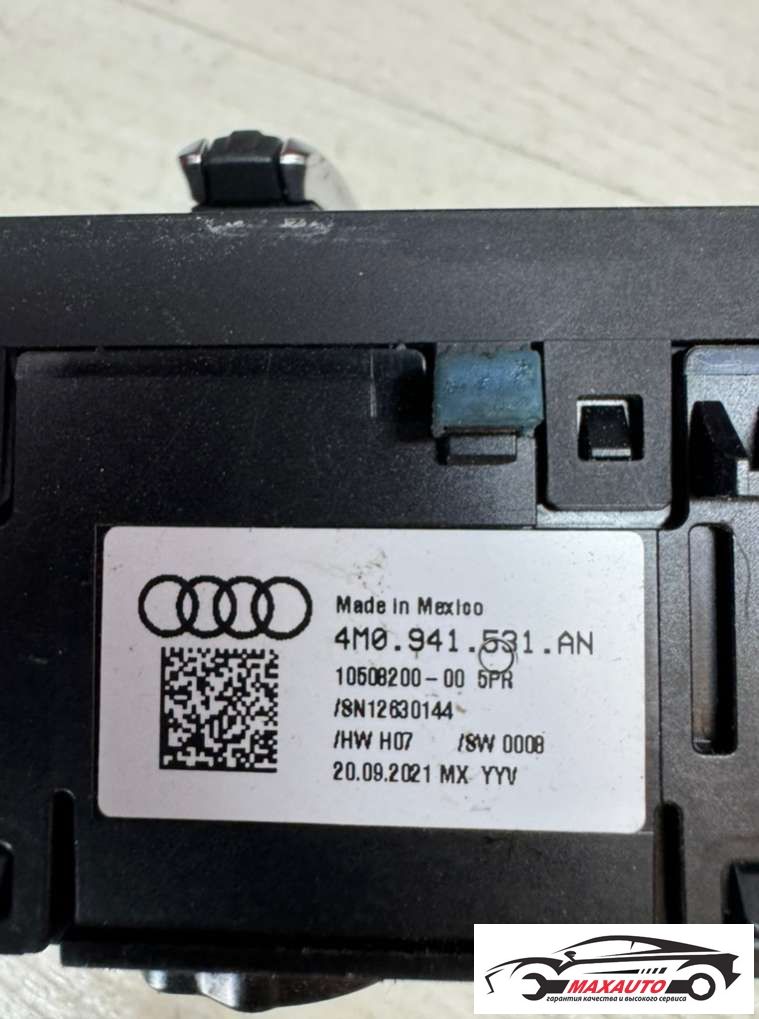 Made in Mexico
4M0.941.531.AN
10508200-00 5PR
/SN12630144
/HW H07 /SW 0008
20.09.2021 MX YYV
MAXAUTO
гарантия качества и высокого сервиса